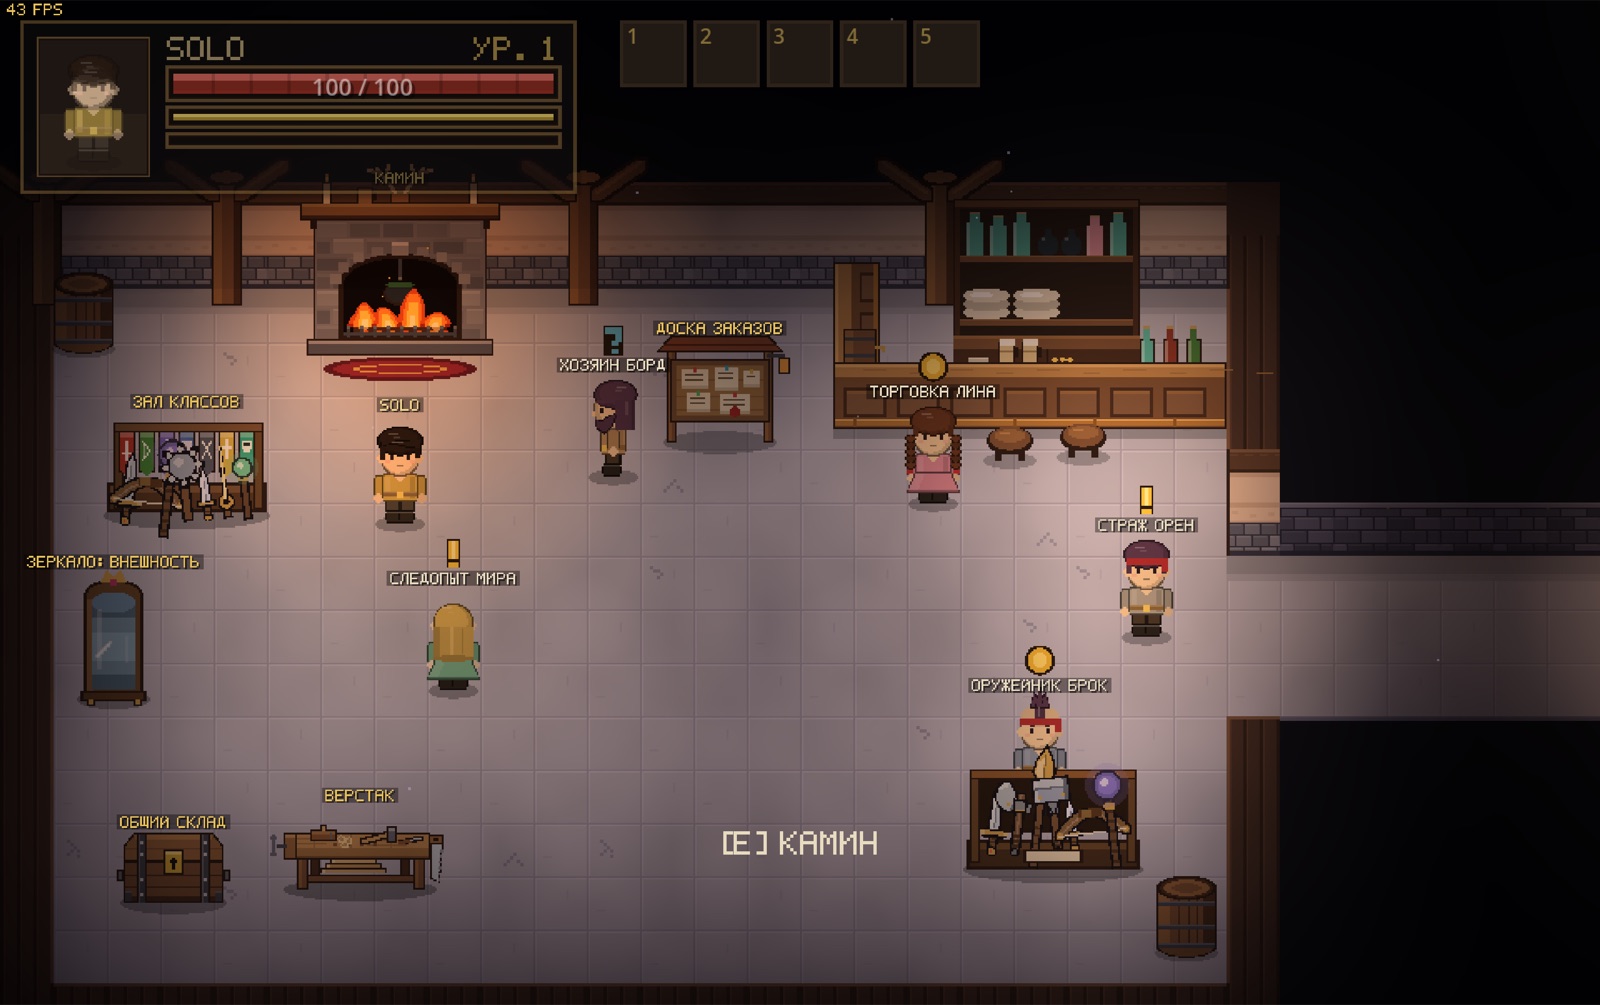 43 FPS
SOLO УР. 1
100 / 100
1 2 3 4 5
КАМИН
ДОСКА ЗАКАЗОВ
ХОЗЯИН БОРД
ТОРГОВКА ЛИНА
ЗАЛ КЛАССОВ
SOLO
СТРАЖ ОРЕН
ЗЕРКАЛО: ВНЕШНОСТЬ
СЛЕДОПЫТ МИРА
ОРУЖЕЙНИК БРОК
ВЕРСТАК
ОБЩИЙ СКЛАД
[E] КАМИН